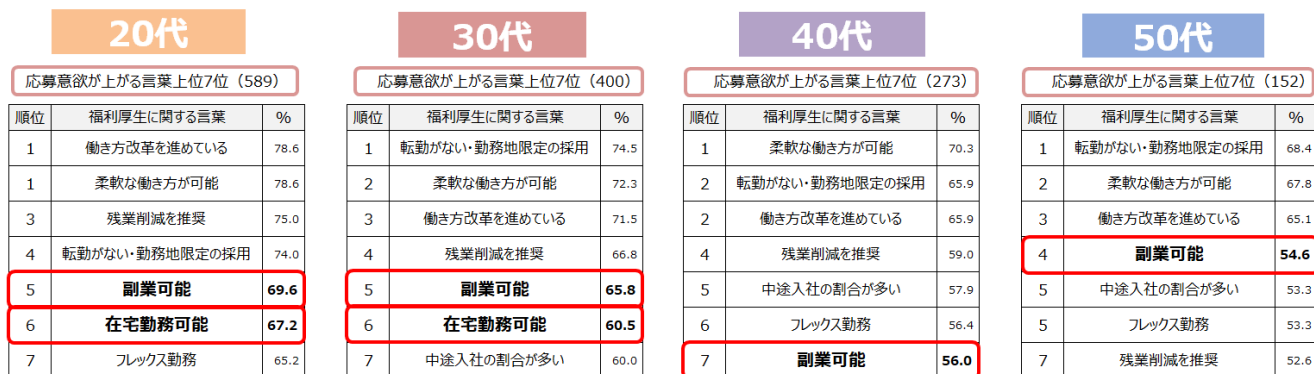 20代
応募意欲が上がる言葉上位7位（589）
順位 福利厚生に関する言葉 %
1 働き方改革を進めている 78.6
1 柔軟な働き方が可能 78.6
3 残業削減を推奨 75.0
4 転勤がない・勤務地限定の採用 74.0
5 副業可能 69.6
6 在宅勤務可能 67.2
7 フレックス勤務 65.2
30代
応募意欲が上がる言葉上位7位（400）
順位 福利厚生に関する言葉 %
1 転勤がない・勤務地限定の採用 74.5
2 柔軟な働き方が可能 72.3
3 働き方改革を進めている 71.5
4 残業削減を推奨 66.8
5 副業可能 65.8
6 在宅勤務可能 60.5
7 中途入社の割合が多い 60.0
40代
応募意欲が上がる言葉上位7位（273）
順位 福利厚生に関する言葉 %
1 柔軟な働き方が可能 70.3
2 転勤がない・勤務地限定の採用 65.9
2 働き方改革を進めている 65.9
4 残業削減を推奨 59.0
5 中途入社の割合が多い 57.9
6 フレックス勤務 56.4
7 副業可能 56.0
50代
応募意欲が上がる言葉上位7位（152）
順位 福利厚生に関する言葉 %
1 転勤がない・勤務地限定の採用 68.4
2 柔軟な働き方が可能 67.8
3 働き方改革を進めている 65.1
4 副業可能 54.6
5 中途入社の割合が多い 53.3
5 フレックス勤務 53.3
7 残業削減を推奨 52.6